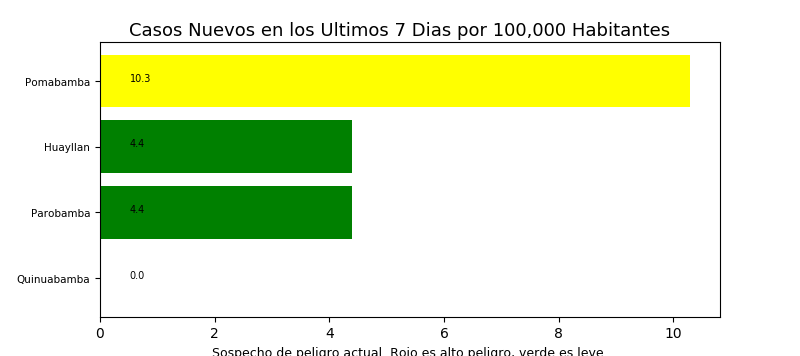 Casos Nuevos en los Ultimos 7 Dias por 100,000 Habitantes
Pomabamba
10.3
Huayllan
4.4
Parobamba
4.4
Quinuabamba
0.0
0 2 4 6 8 10
Sospecho de peligro actual. Rojo es alto peligro, verde es leve